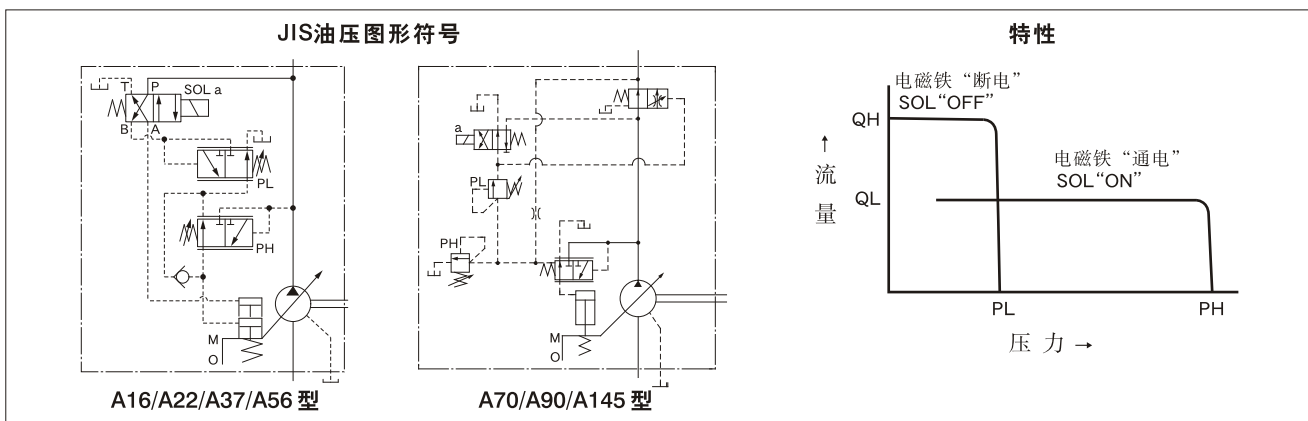 JIS油压图形符号
特性
T
P
SOL a
B
A
PL
PH
M
O
A16/A22/A37/A56 型
a
PL
PH
M
O
A70/A90/A145 型
电磁铁“断电”
SOL“OFF”
QH
电磁铁“通电”
SOL“ON”
QL
↑
流
量
PL
PH
压 力 →